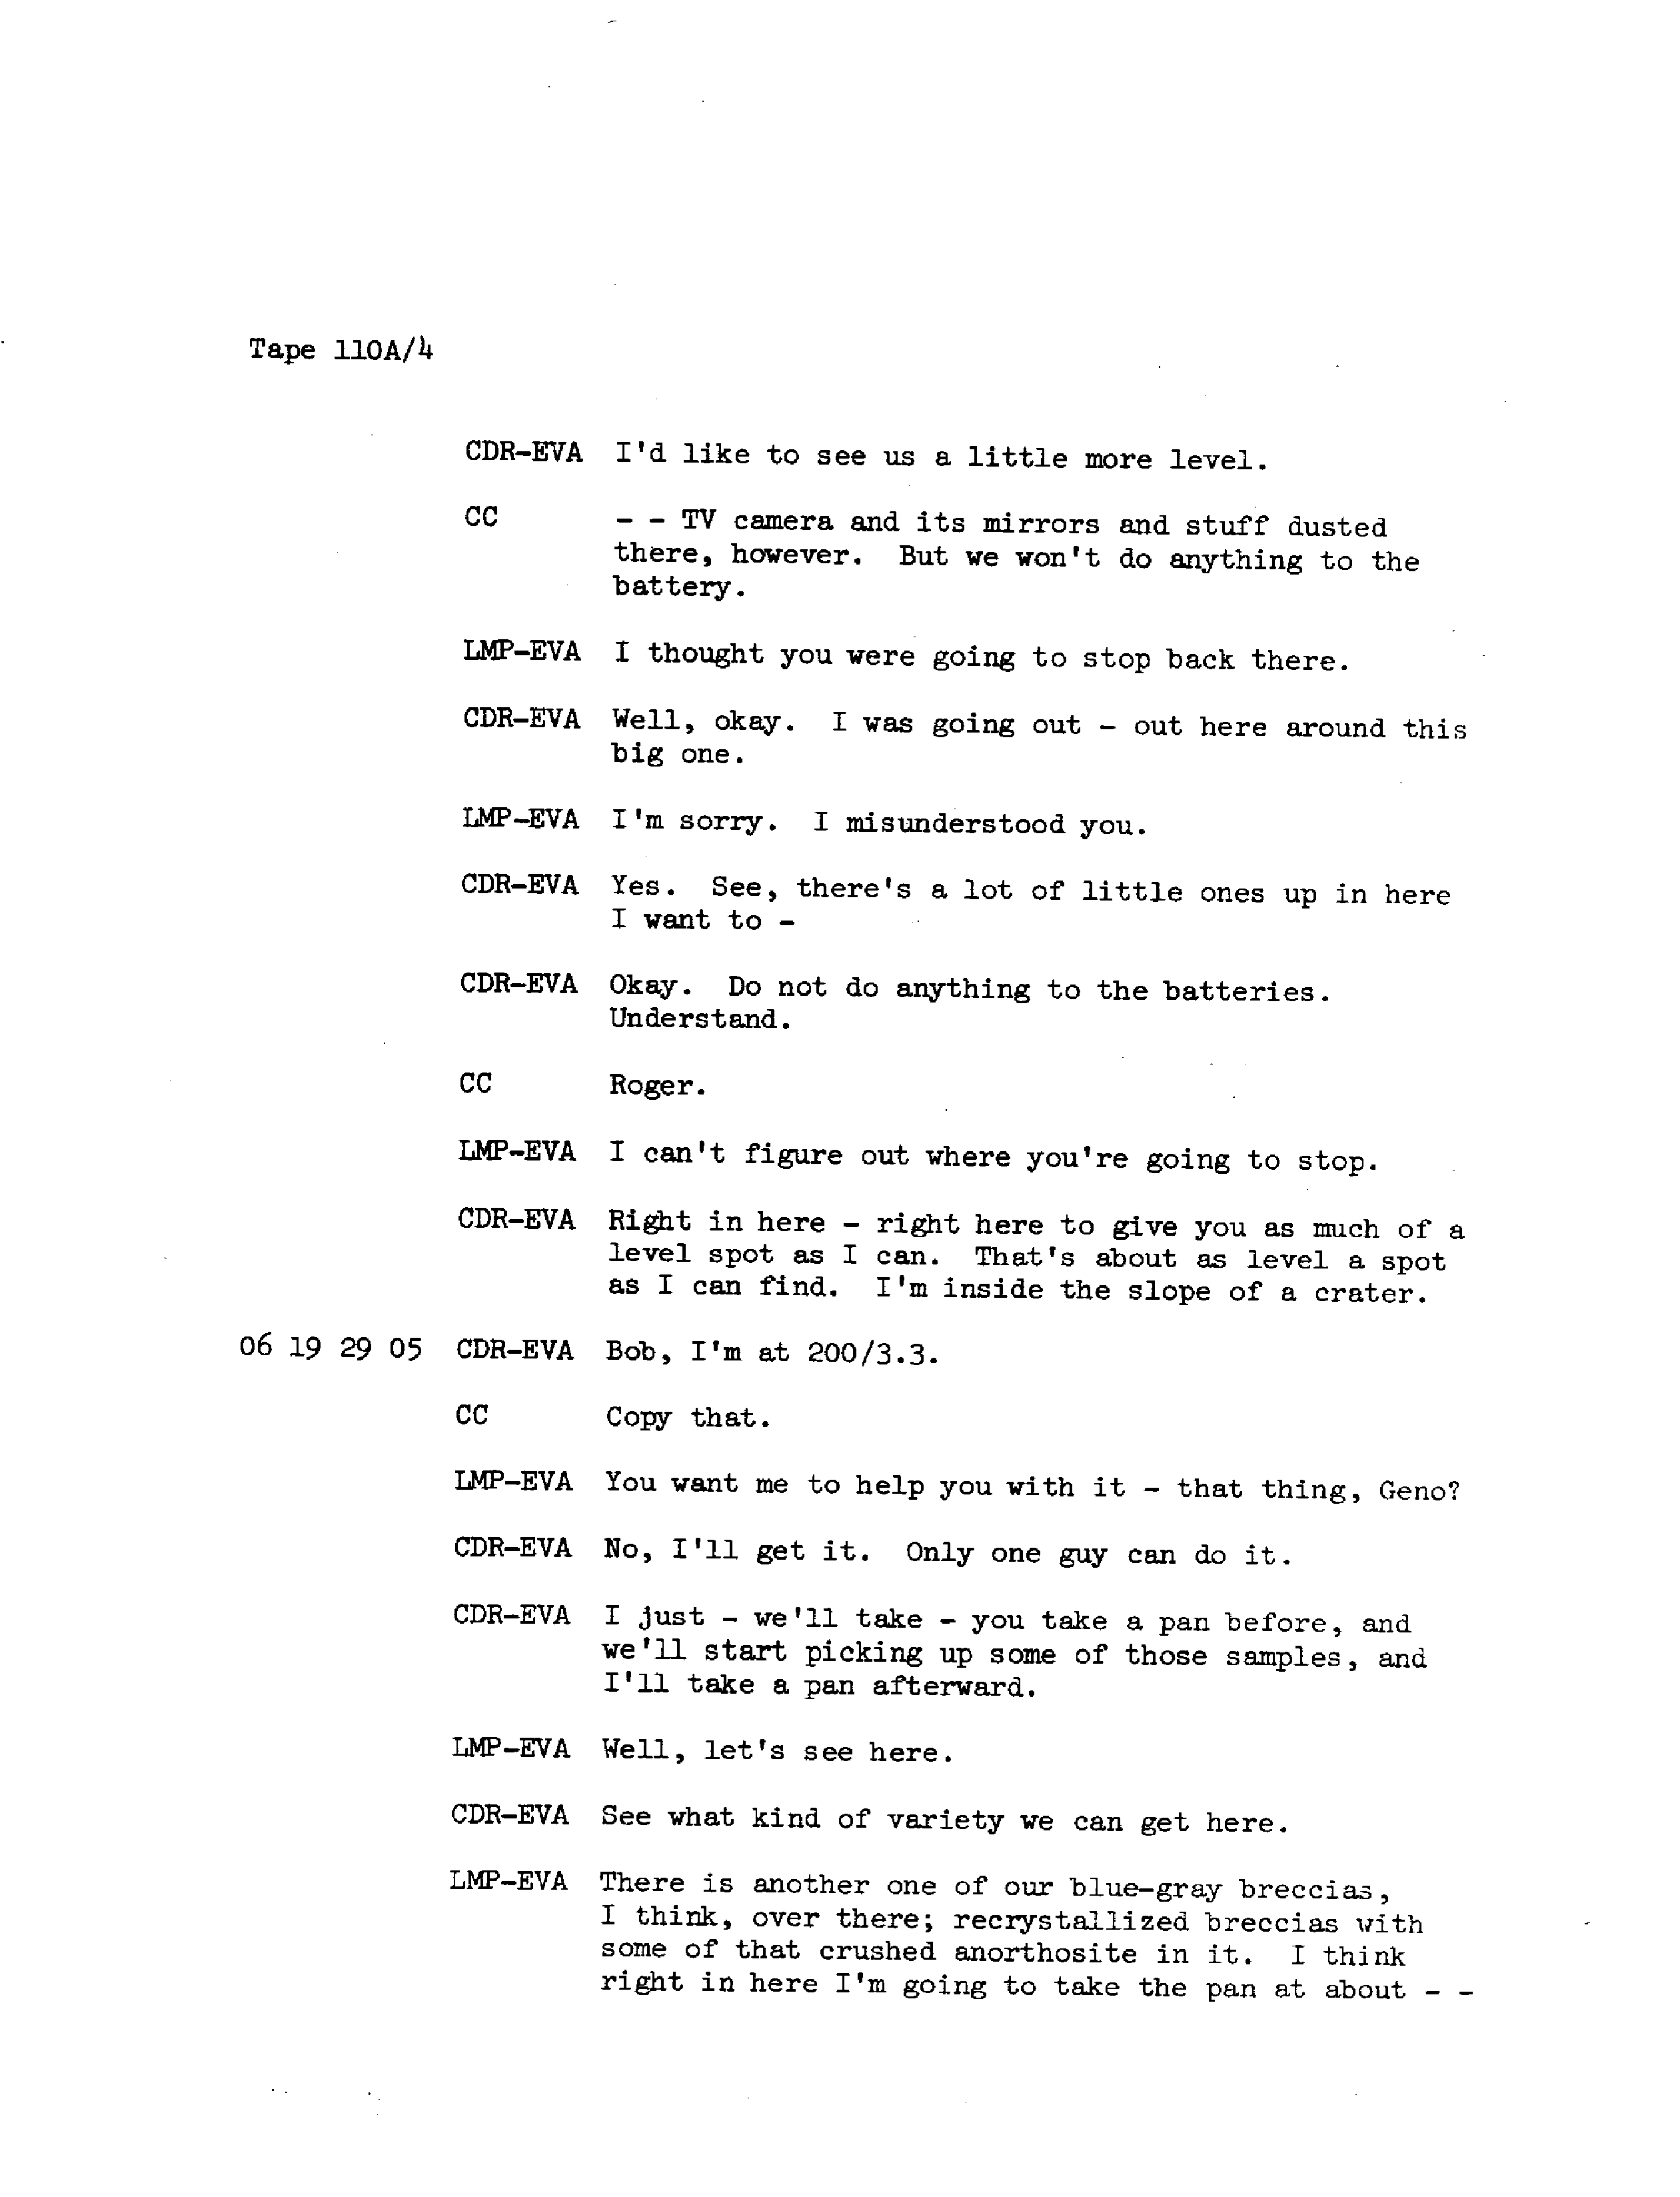 Tape 110A/4
CDR-EVA I'd like to see us a little more level.
CC - - TV camera and its mirrors and stuff dusted
there, however. But we won't do anything to the
battery.
LMP-EVA I thought you were going to stop back there.
CDR-EVA Well, okay. I was going out - out here around this
big one.
LMP-EVA I'm sorry. I misunderstood you.
CDR-EVA Yes. See, there's a lot of little ones up in here
I want to -
CDR-EVA Okay. Do not do anything to the batteries.
Understand.
CC Roger.
LMP-EVA I can't figure out where you're going to stop.
CDR-EVA Right in here - right here to give you as much of a
level spot as I can. That's about as level a spot
as I can find. I'm inside the slope of a crater.
06 19 29 05 CDR-EVA Bob, I'm at 200/3.3.
CC Copy that.
LMP-EVA You want me to help you with it - that thing, Geno?
CDR-EVA No, I'll get it. Only one guy can do it.
CDR-EVA I just - we'll take - you take a pan before, and
we'll start picking up some of those samples, and
I'll take a pan afterward.
LMP-EVA Well, let's see here.
CDR-EVA See what kind of variety we can get here.
LMP-EVA There is another one of our blue-gray breccias,
I think, over there; recrystallized breccias with
some of that crushed anorthosite in it. I think
right in here I'm going to take the pan at about - -